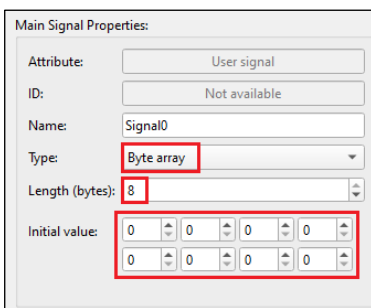 Main Signal Properties:
Attribute: User signal
ID: Not available
Name: Signal0
Type: Byte array
Length (bytes): 8
Initial value: 0 0 0 0
0 0 0 0